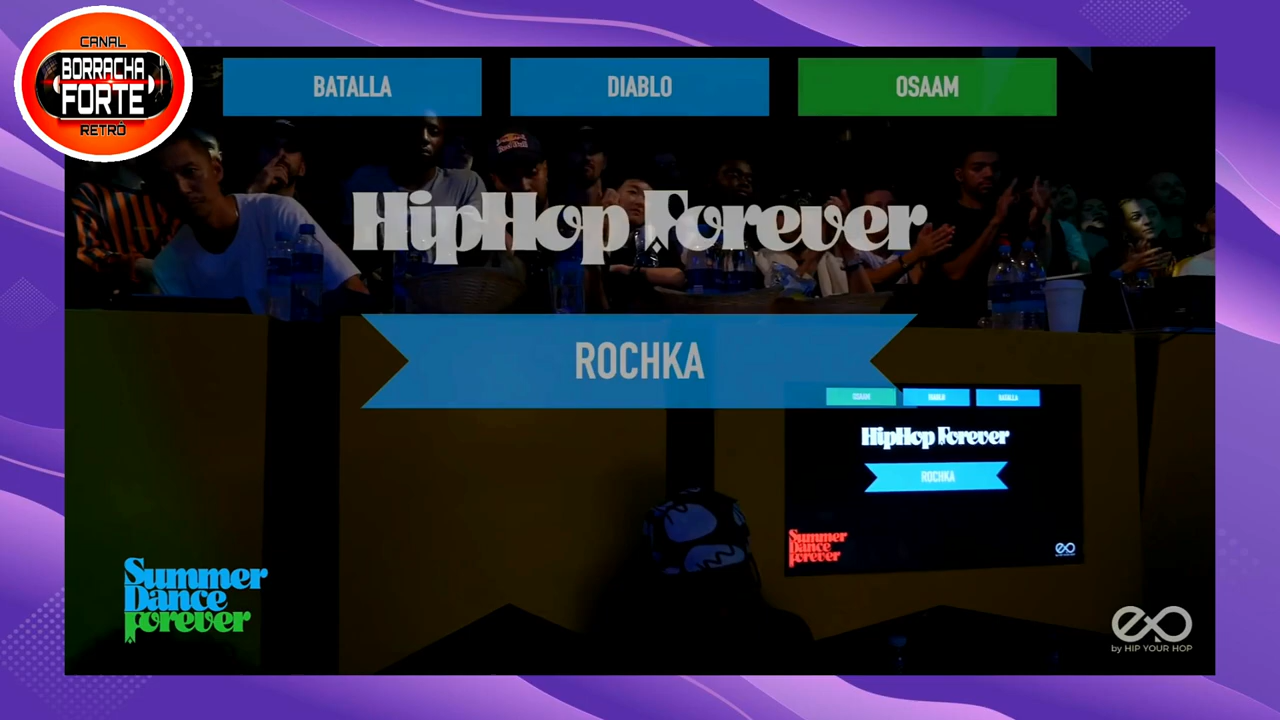 CANAL
BORRACHA
FORTE
RETRÔ
BATALLA
DIABLO
OSAAM
HipHop Forever
ROCHKA
OSAAM
DIABLO
BATALLA
HipHop Forever
ROCHKA
Summer
Dance
Forever
Summer
Dance
Forever
exo
by HIP YOUR HOP